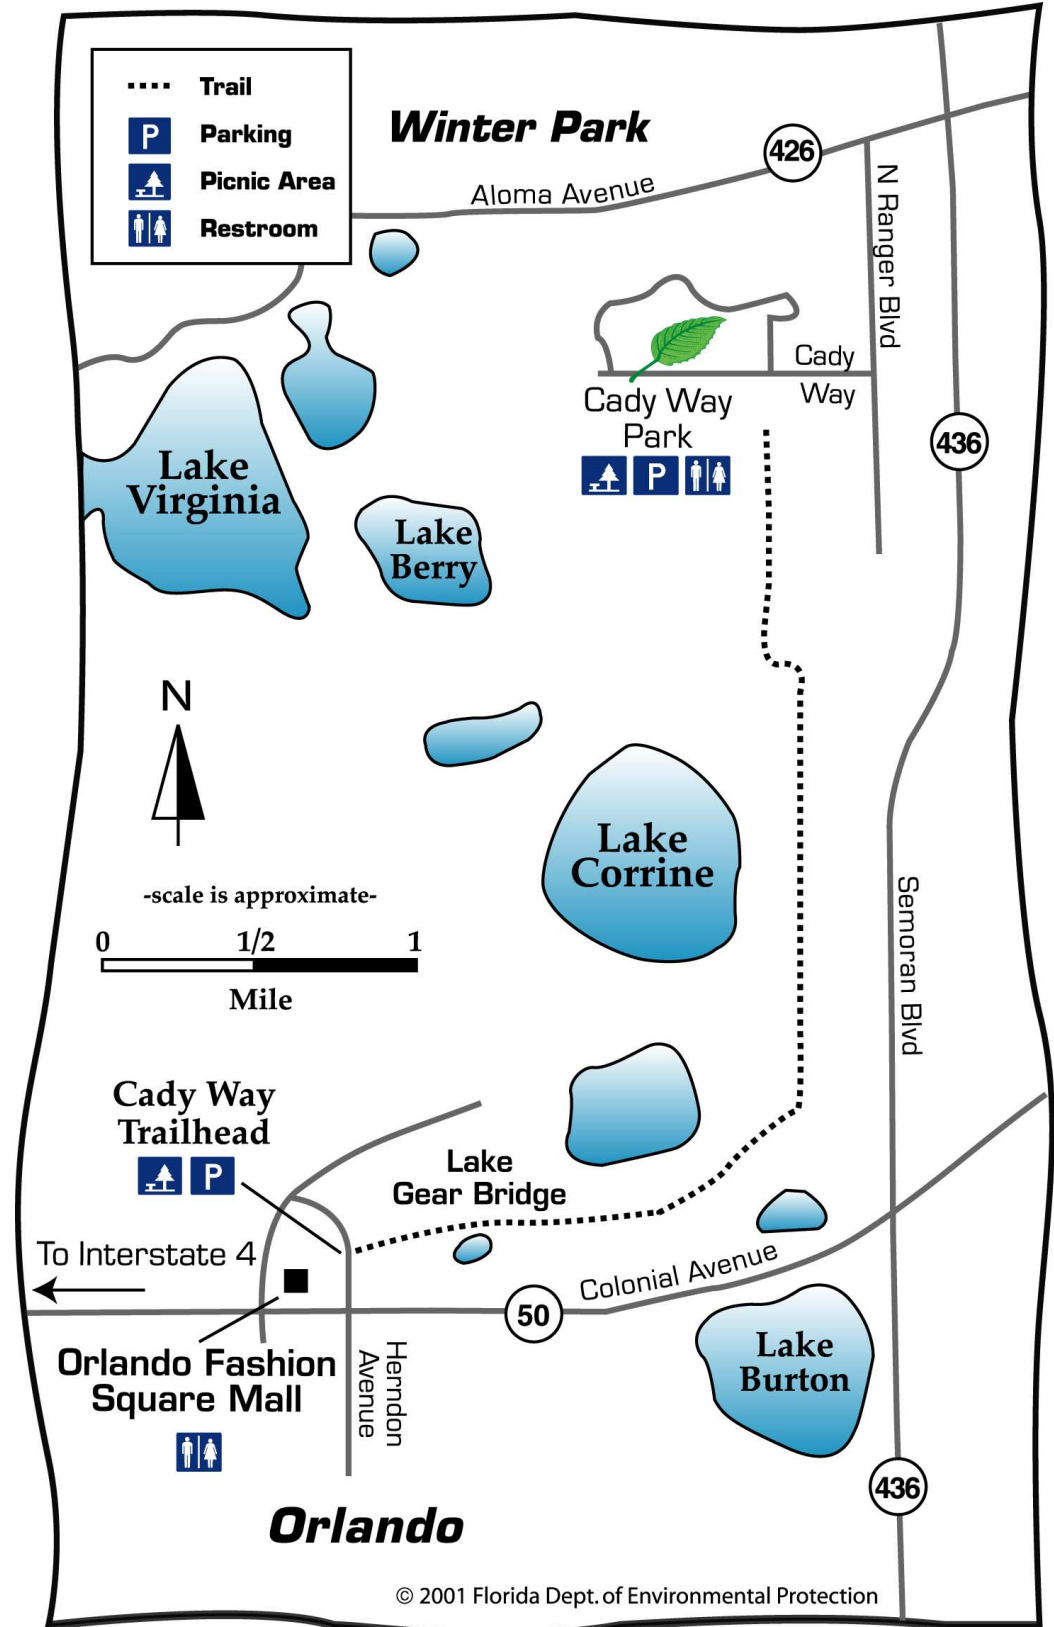 Trail
P
Parking
Picnic Area
Restroom
Winter Park
426
Aloma Avenue
N Ranger Blvd
Cady
Way
Cady Way
Park
P
436
Lake
Virginia
Lake
Berry
N
Lake
Corrine
-scale is approximate-
0 1/2 1
Mile
Semoran Blvd
Cady Way
Trailhead
P
Lake
Gear Bridge
To Interstate 4
Colonial Avenue
50
Orlando Fashion
Square Mall
Herndon
Avenue
Lake
Burton
436
Orlando
© 2001 Florida Dept. of Environmental Protection